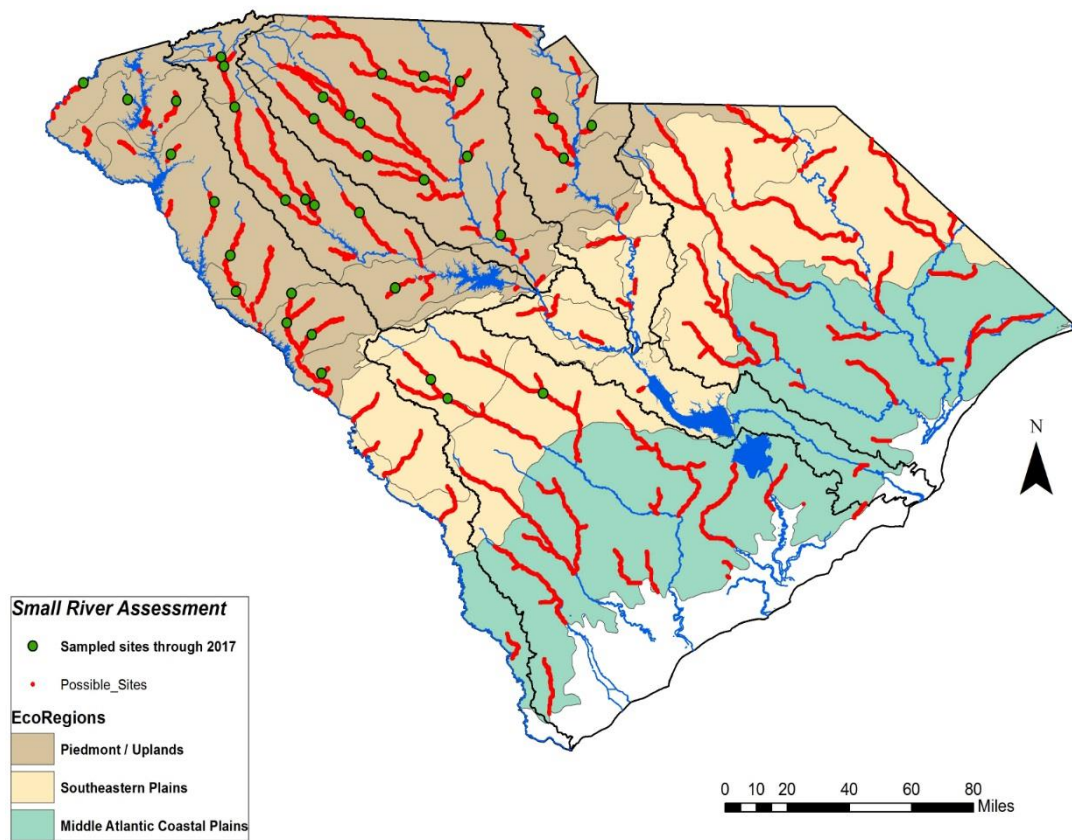 N
Small River Assessment
Sampled sites through 2017
Possible_Sites
EcoRegions
Piedmont / Uplands
Southeastern Plains
Middle Atlantic Coastal Plains
0 10 20 40 60 80
Miles